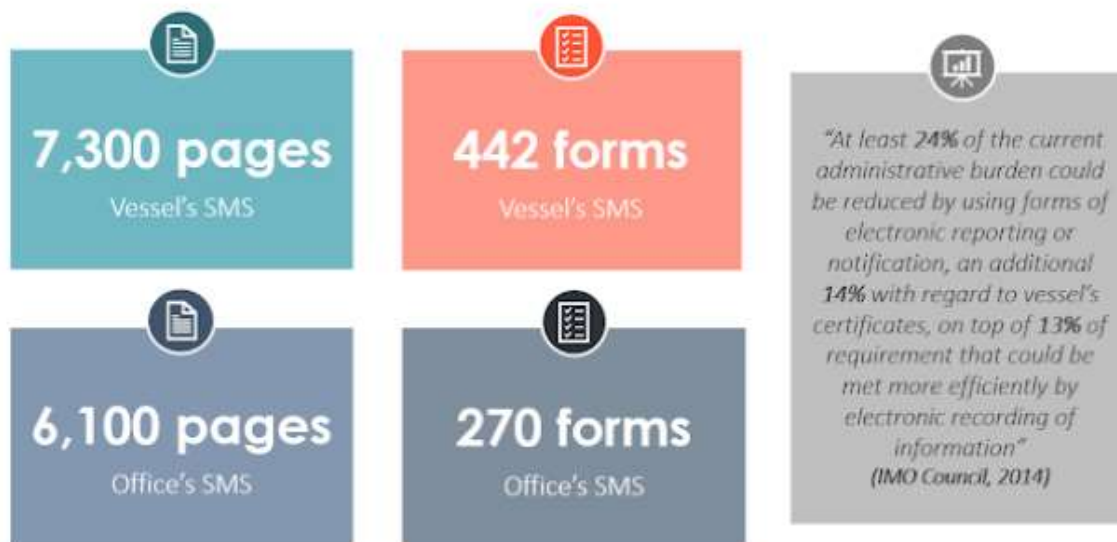 7,300 pages
Vessel's SMS
442 forms
Vessel's SMS
6,100 pages
Office's SMS
270 forms
Office's SMS
“At least 24% of the current
administrative burden could
be reduced by using forms of
electronic reporting or
notification, an additional
14% with regard to vessel's
certificates, on top of 13% of
requirement that could be
met more efficiently by
electronic recording of
information”
(IMO Council, 2014)